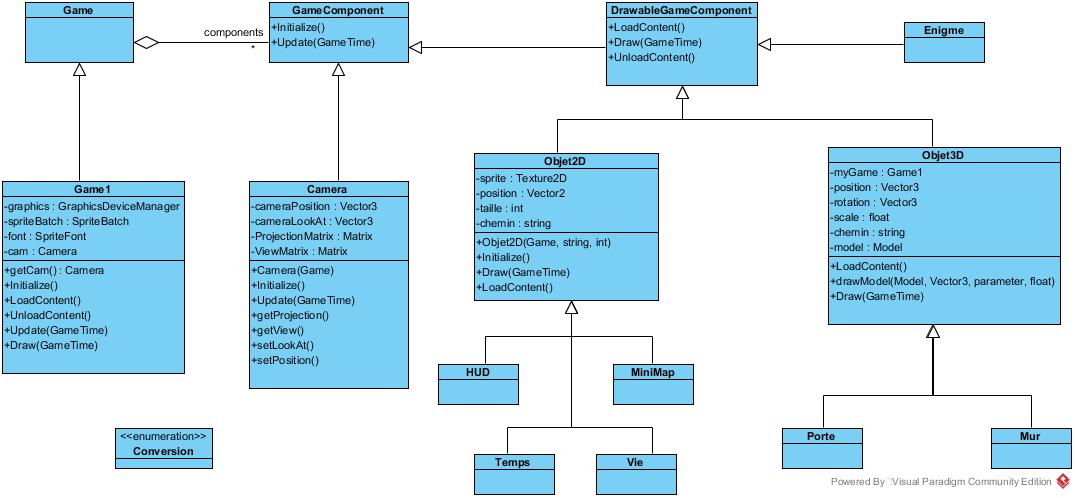 Game
components
*
GameComponent
+Initialize()
+Update(GameTime)
DrawableGameComponent
+LoadContent()
+Draw(GameTime)
+UnloadContent()
Enigme
Game1
-graphics : GraphicsDeviceManager
-spriteBatch : SpriteBatch
-font : SpriteFont
-cam : Camera
+getCam() : Camera
+Initialize()
+LoadContent()
+UnloadContent()
+Update(GameTime)
+Draw(GameTime)
Camera
-cameraPosition : Vector3
-cameraLookAt : Vector3
-ProjectionMatrix : Matrix
-ViewMatrix : Matrix
+Camera(Game)
+Initialize()
+Update(GameTime)
+getProjection()
+getView()
+setLookAt()
+setPosition()
Objet2D
-sprite : Texture2D
-position : Vector2
-taille : int
-chemin : string
+Objet2D(Game, string, int)
+Initialize()
+Draw(GameTime)
+LoadContent()
Objet3D
-myGame : Game1
-position : Vector3
-rotation : Vector3
-scale : float
-chemin : string
-model : Model
+LoadContent()
+drawModel(Model, Vector3, parameter, float)
+Draw(GameTime)
HUD
MiniMap
Temps
Vie
Porte
Mur
<<enumeration>>
Conversion
Powered By Visual Paradigm Community Edition